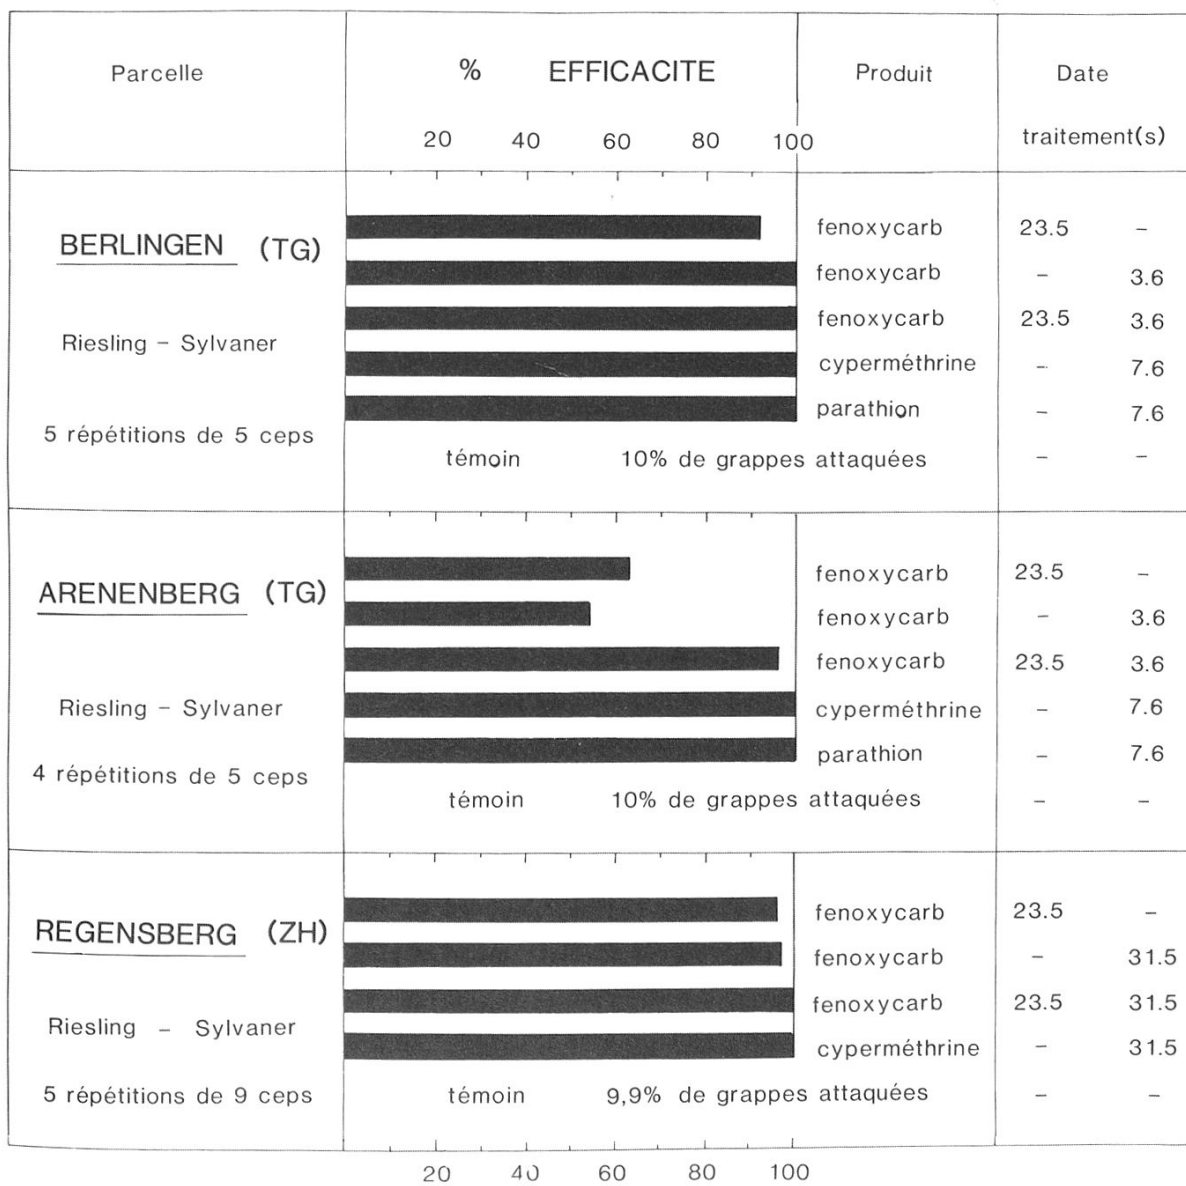 Parcelle % EFFICACITE Produit Date
20 40 60 80 100 traitement(s)
BERLINGEN (TG) fenoxycarb 23.5 –
fenoxycarb – 3.6
Riesling – Sylvaner fenoxycarb 23.5 3.6
cyperméthrine – 7.6
5 répétitions de 5 ceps parathion – 7.6
témoin 10% de grappes attaquées – –
ARENENBERG (TG) fenoxycarb 23.5 –
fenoxycarb – 3.6
fenoxycarb 23.5 3.6
Riesling – Sylvaner cyperméthrine – 7.6
4 répétitions de 5 ceps parathion – 7.6
témoin 10% de grappes attaquées – –
REGENSBERG (ZH) fenoxycarb 23.5 –
fenoxycarb – 31.5
Riesling – Sylvaner fenoxycarb 23.5 31.5
cyperméthrine – 31.5
5 répétitions de 9 ceps témoin 9,9% de grappes attaquées – –
20 40 60 80 100